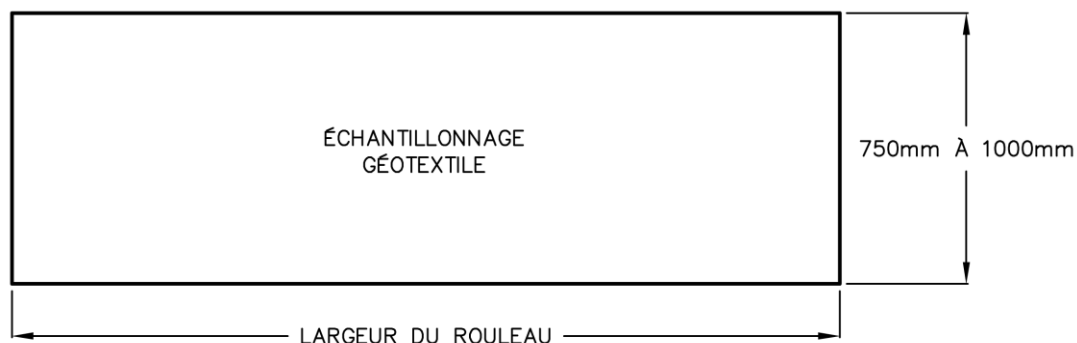 ÉCHANTILLONNAGE
GÉOTEXTILE
750mm À 1000mm
LARGEUR DU ROULEAU